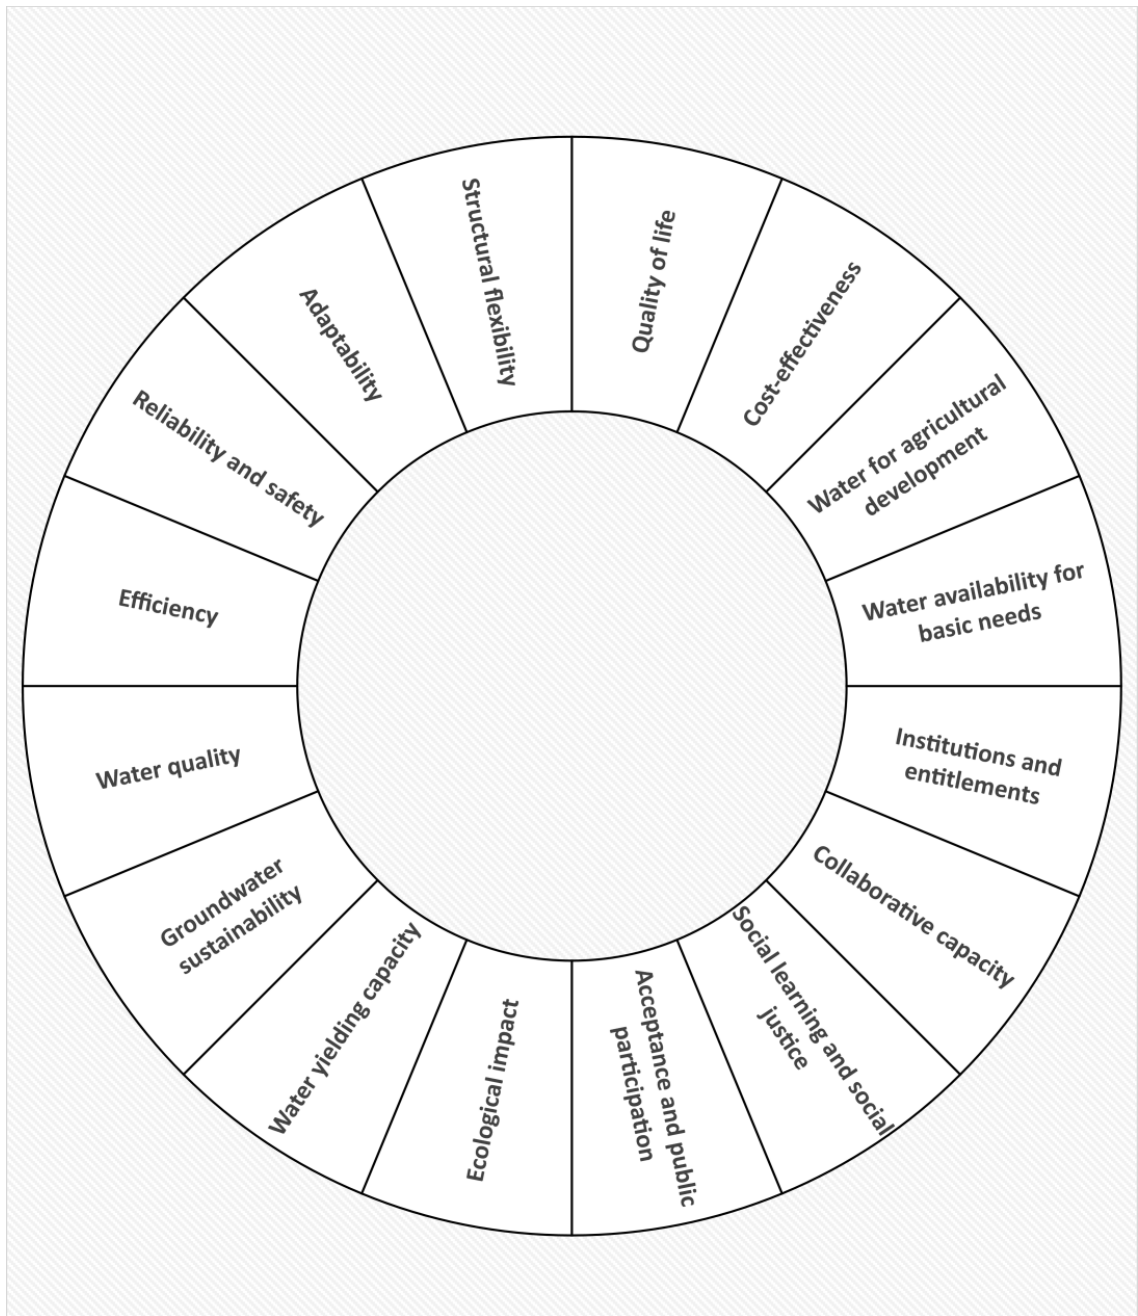 Quality of life
Cost-effectiveness
Water for agricultural
development
Water availability for
basic needs
Institutions and
entitlements
Collaborative capacity
Social learning and social
justice
Acceptance and public
participation
Ecological impact
Water yielding capacity
Groundwater
sustainability
Water quality
Efficiency
Reliability and safety
Adaptability
Structural flexibility